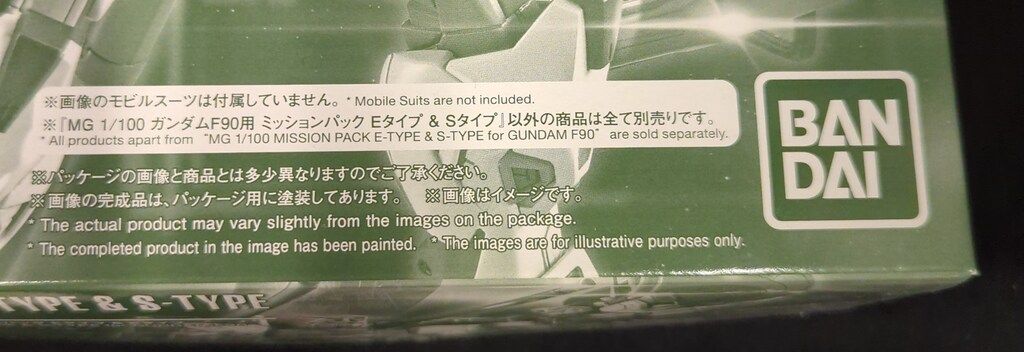 ※画像のモビルスーツは付属していません。* Mobile Suits are not included.
※『MG 1/100 ガンダムF90用 ミッションパック Eタイプ & Sタイプ』以外の商品は全て別売りです。
* All products apart from “MG 1/100 MISSION PACK E-TYPE & S-TYPE for GUNDAM F90” are sold separately.
※パッケージの画像と商品とは多少異なりますのでご了承ください。
※画像の完成品は、パッケージ用に塗装してあります。 ※画像はイメージです。
* The actual product may vary slightly from the images on the package.
* The completed product in the image has been painted. * The images are for illustrative purposes only.
BAN
DAI
-TYPE & S-TYPE